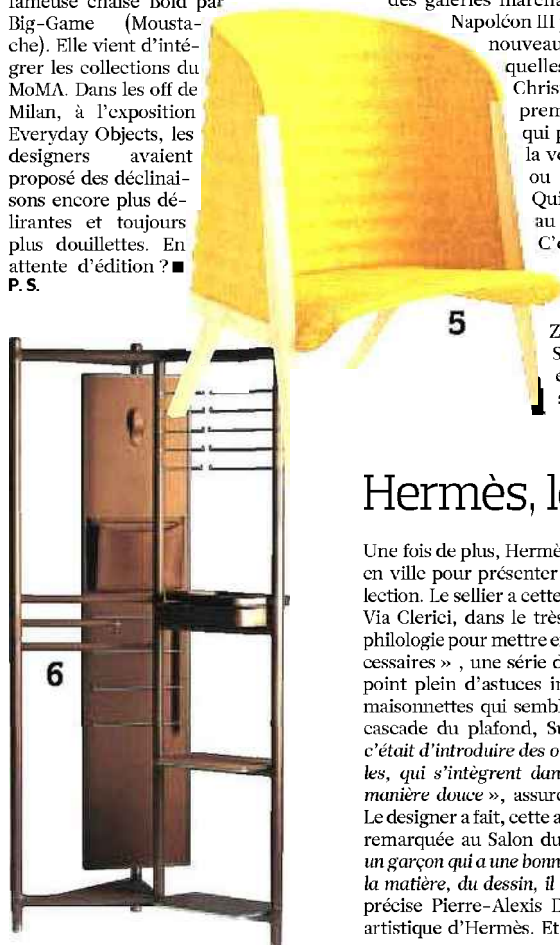 fameuse chaise Bold par
Big-Game (Mousta-
che). Elle vient d'inté-
grer les collections du
MoMA. Dans les off de
Milan, à l'exposition
Everyday Objects, les
designers avaient
proposé des déclinai-
sons encore plus dé-
lirantes et toujours
plus douillettes. En
attente d'édition ? ■
P. S.
des galeries marcha
Napoléon III
nouveau
quelles
Christ
prem
qui p
la ve
ou
Qui
au
C'e
Z
S
e
s
5
6
Hermès, l
Une fois de plus, Hermè
en ville pour présenter
lection. Le sellier a cette
Via Clerici, dans le très
philologie pour mettre e
cessaires » , une série d
point plein d'astuces in
maisonnettes qui sembl
cascade du plafond, Su
c'était d'introduire des o
les, qui s'intègrent dan
manière douce », assure
Le designer a fait, cette a
remarquée au Salon du
un garçon qui a une bonn
la matière, du dessin, il
précise Pierre-Alexis D
artistique d'Hermès. Et